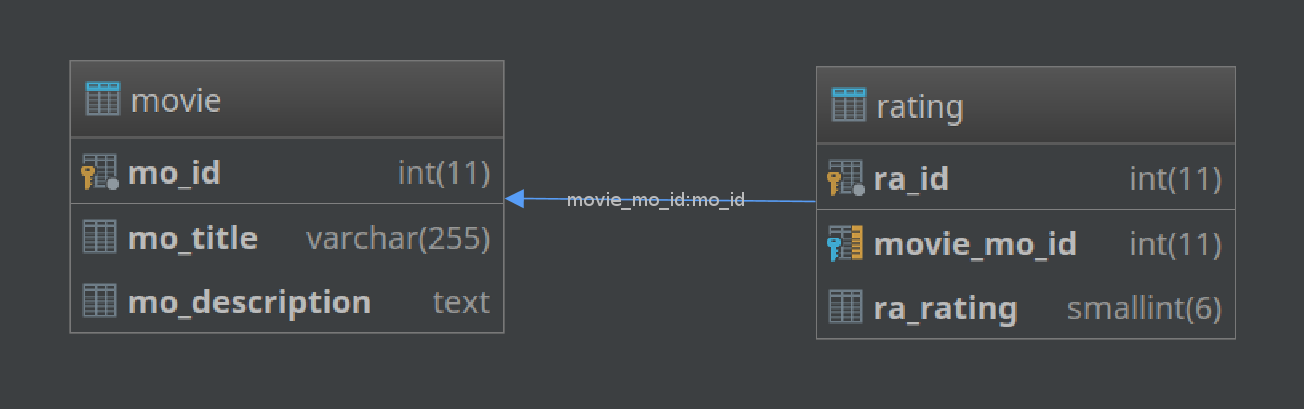 movie
mo_id int(11)
mo_title varchar(255)
mo_description text
movie_mo_id:mo_id
rating
ra_id int(11)
movie_mo_id int(11)
ra_rating smallint(6)